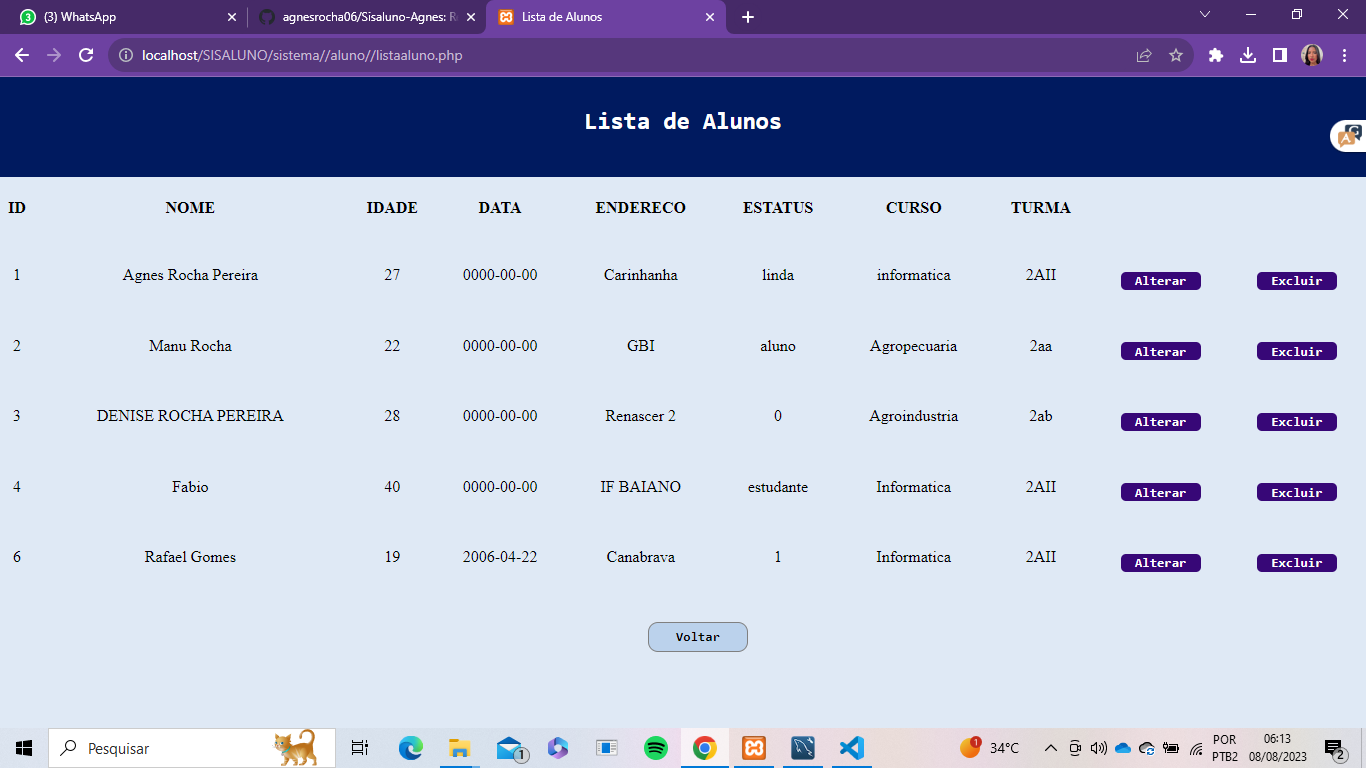 (3) WhatsApp
agnesrocha06/Sisaluno-Agnes: Re
Lista de Alunos
localhost/SISALUNO/sistema//aluno//listaaluno.php
Lista de Alunos
ID NOME IDADE DATA ENDERECO ESTATUS CURSO TURMA
1 Agnes Rocha Pereira 27 0000-00-00 Carinhanha linda informatica 2AII Alterar Excluir
2 Manu Rocha 22 0000-00-00 GBI aluno Agropecuaria 2aa Alterar Excluir
3 DENISE ROCHA PEREIRA 28 0000-00-00 Renascer 2 0 Agroindustria 2ab Alterar Excluir
4 Fabio 40 0000-00-00 IF BAIANO estudante Informatica 2AII Alterar Excluir
6 Rafael Gomes 19 2006-04-22 Canabrava 1 Informatica 2AII Alterar Excluir
Voltar
Pesquisar
1
1
34°C
POR
PTB2
06:13
08/08/2023
2